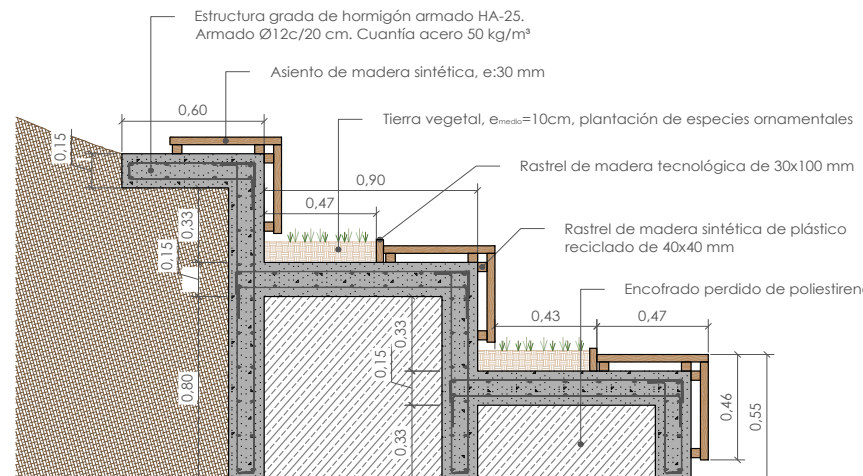 Estructura grada de hormigón armado HA-25.
Armado Ø12c/20 cm. Cuantía acero 50 kg/m³
Asiento de madera sintética, e:30 mm
0,60
Tierra vegetal, emedio=10cm, plantación de especies ornamentales
0,15
Rastrel de madera tecnológica de 30x100 mm
0,90
0,47
0,33
Rastrel de madera sintética de plástico
reciclado de 40x40 mm
0,15
Encofrado perdido de poliestireno
0,43
0,47
0,33
0,15
0,80
0,46
0,55
0,33